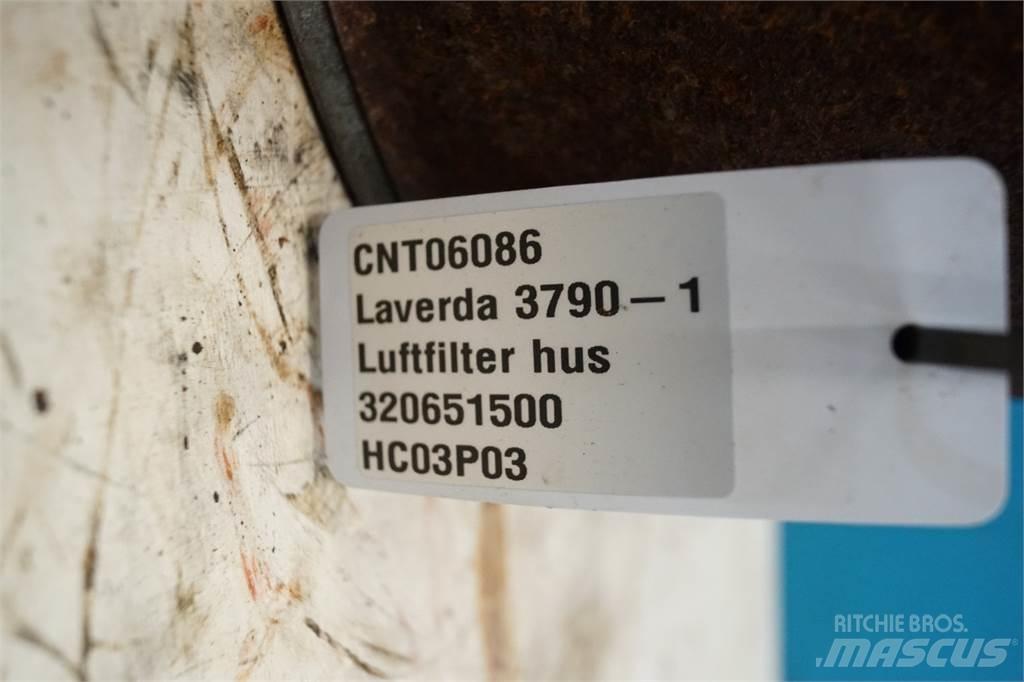 CNT06086
Laverda 3790-1
Luftfilter hus
320651500
HC03P03
RITCHIE BROS.
MASCUS